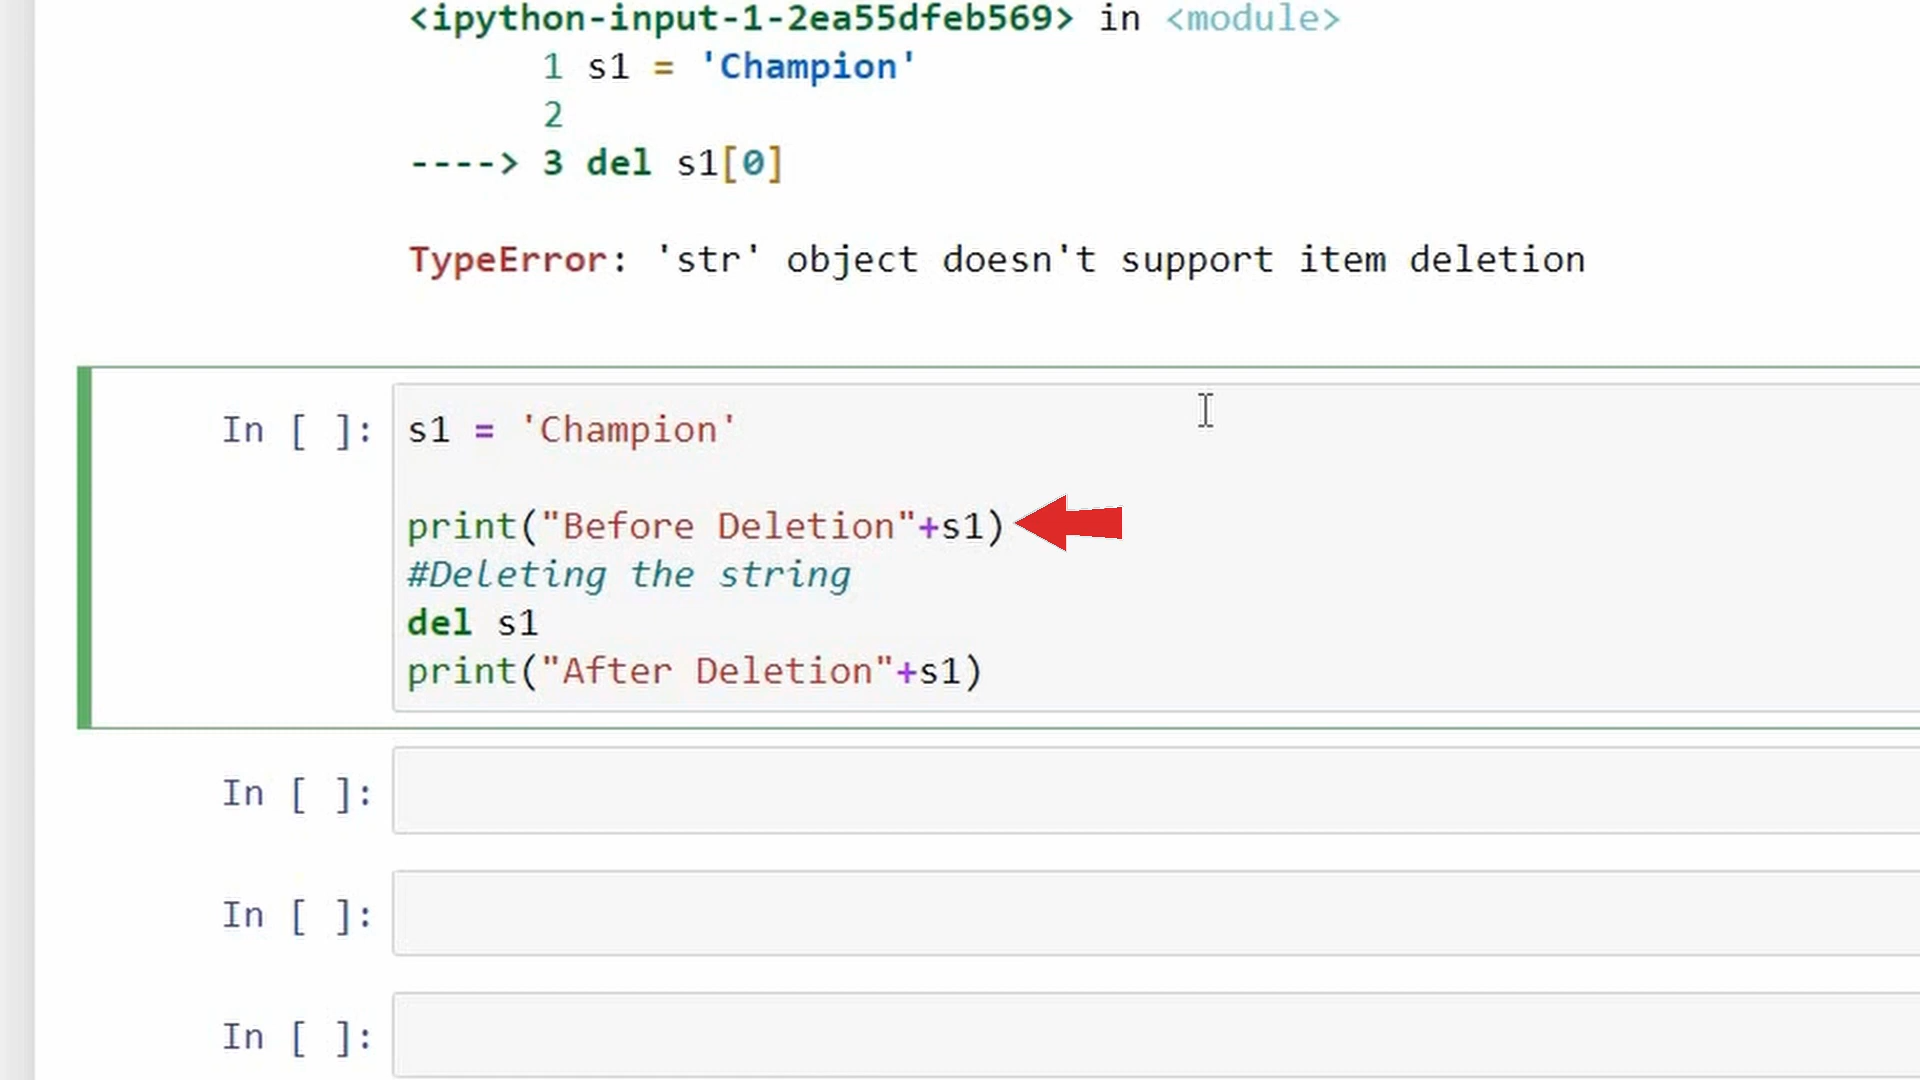 <ipython-input-1-2ea55dfeb569> in <module>
1 s1 = 'Champion'
2
----> 3 del s1[0]
TypeError: 'str' object doesn't support item deletion
In [ ]: s1 = 'Champion'
print("Before Deletion"+s1)
#Deleting the string
del s1
print("After Deletion"+s1)
In [ ]:
In [ ]:
In [ ]: